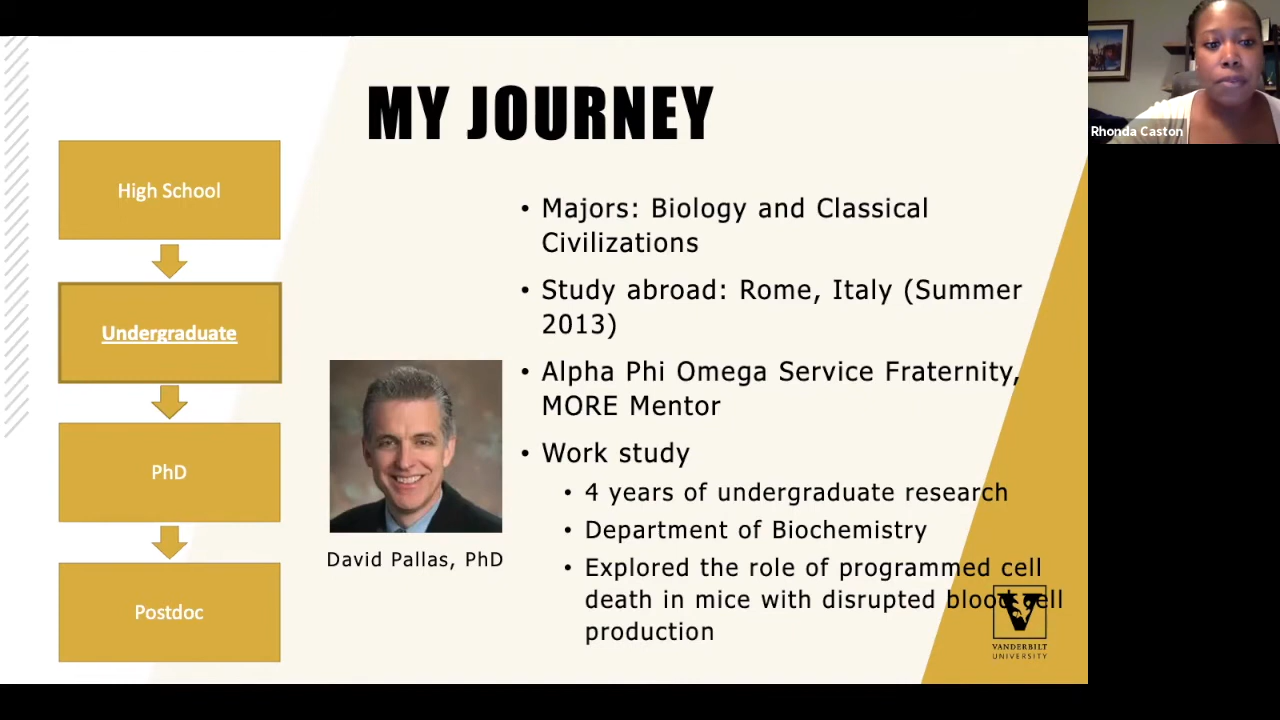 MY JOURNEY
High School
Undergraduate
PhD
Postdoc
• Majors: Biology and Classical
Civilizations
• Study abroad: Rome, Italy (Summer
2013)
• Alpha Phi Omega Service Fraternity,
MORE Mentor
• Work study
• 4 years of undergraduate research
• Department of Biochemistry
• Explored the role of programmed cell
death in mice with disrupted blood cell
production
David Pallas, PhD
V
VANDERBILT
UNIVERSITY
Rhonda Caston